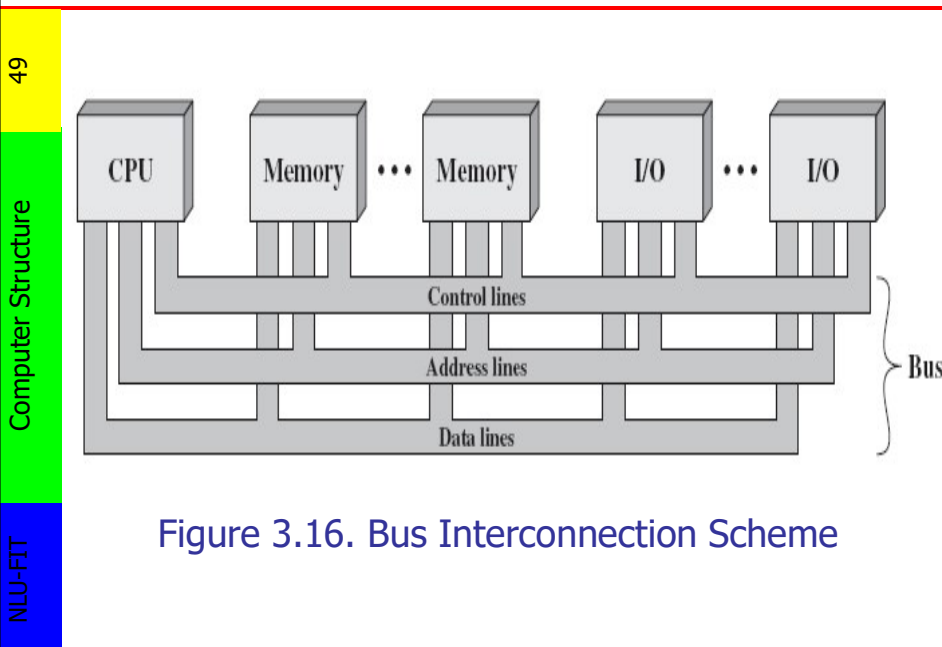 49
Computer Structure
NLU-FIT
CPU Memory ••• Memory I/O ••• I/O
Control lines
Address lines
Bus
Data lines
Figure 3.16. Bus Interconnection Scheme